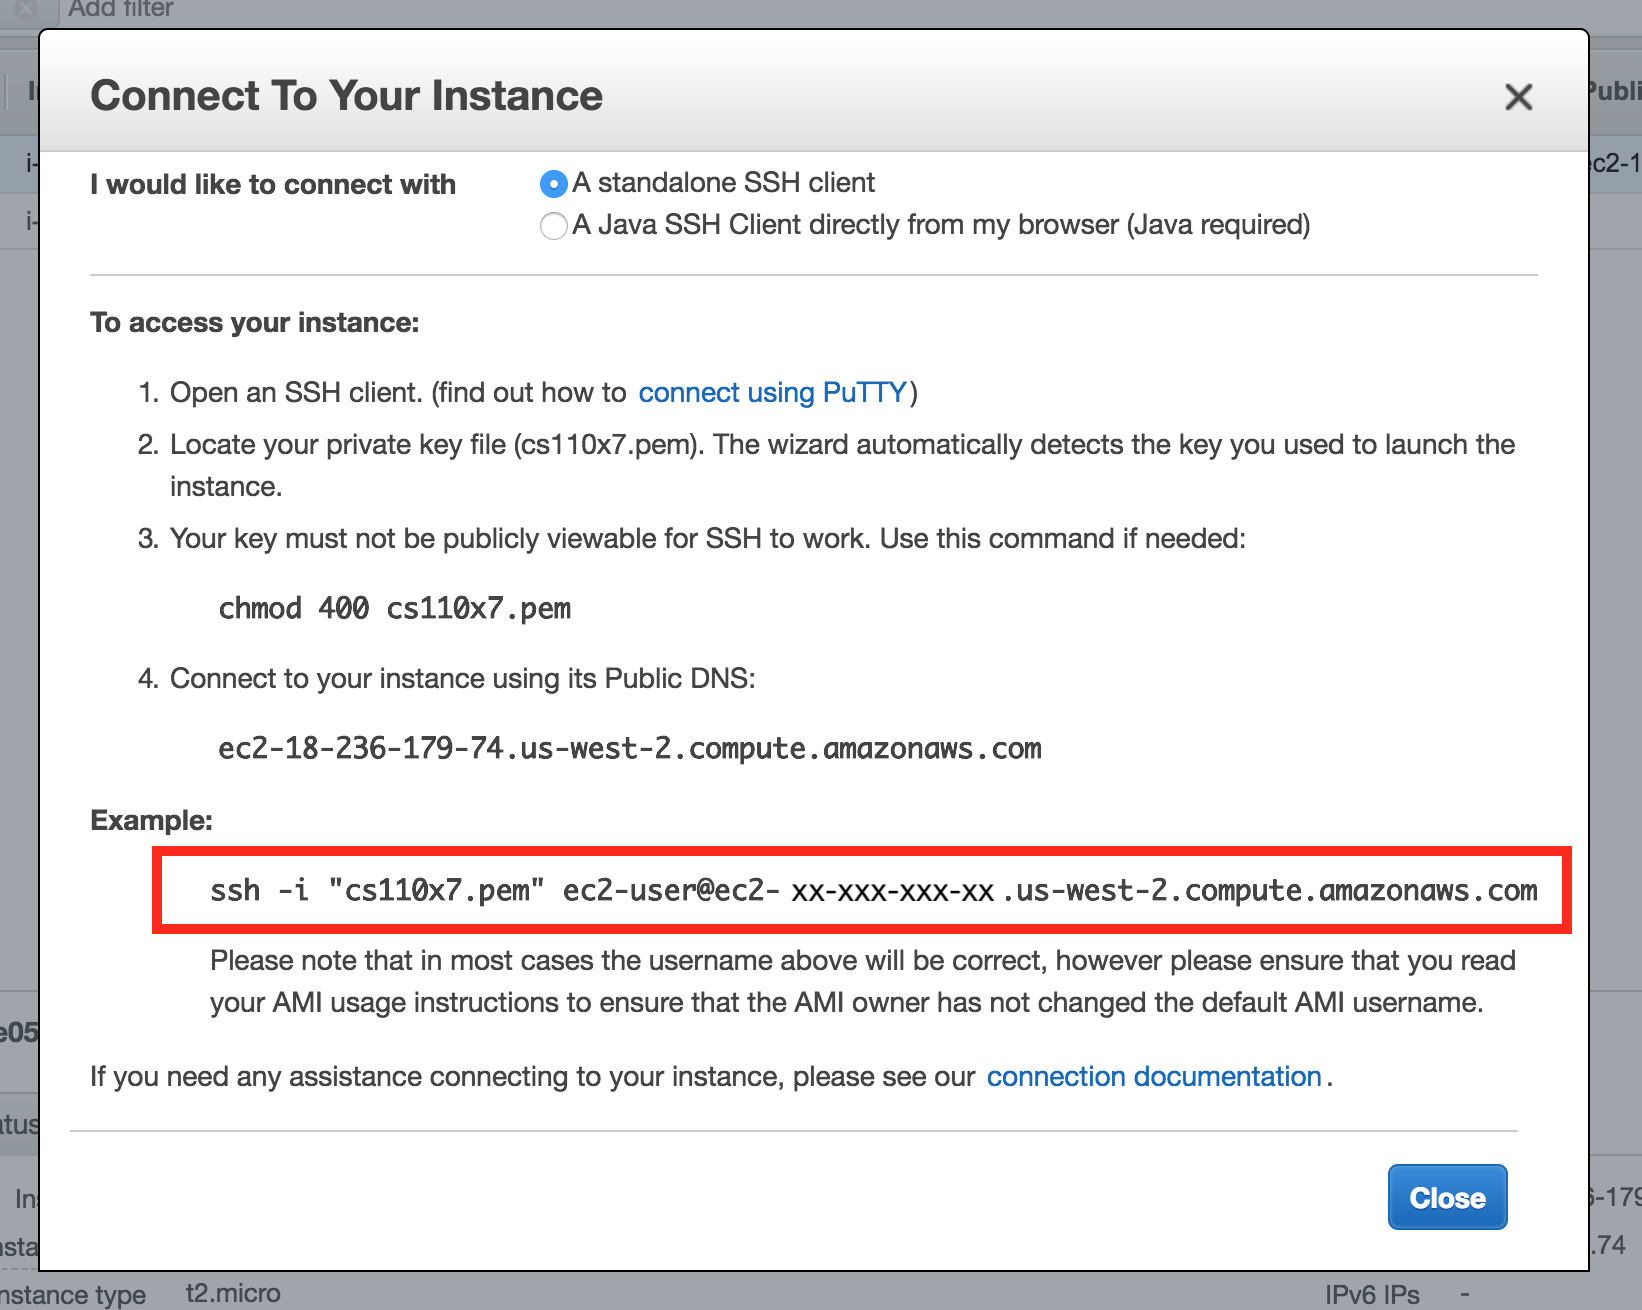 Add filter
Connect To Your Instance
I would like to connect with
A standalone SSH client
A Java SSH Client directly from my browser (Java required)
i-
ec2-1
i-
To access your instance:
1. Open an SSH client. (find out how to connect using PuTTY)
2. Locate your private key file (cs110x7.pem). The wizard automatically detects the key you used to launch the
instance.
3. Your key must not be publicly viewable for SSH to work. Use this command if needed:
chmod 400 cs110x7.pem
4. Connect to your instance using its Public DNS:
ec2-18-236-179-74.us-west-2.compute.amazonaws.com
Example:
ssh -i "cs110x7.pem" ec2-user@ec2- xx-xxx-xxx-xx .us-west-2.compute.amazonaws.com
Please note that in most cases the username above will be correct, however please ensure that you read
your AMI usage instructions to ensure that the AMI owner has not changed the default AMI username.
e05
If you need any assistance connecting to your instance, please see our connection documentation.
atus
Close
-179
.74
Instance type t2.micro
IPv6 IPs -